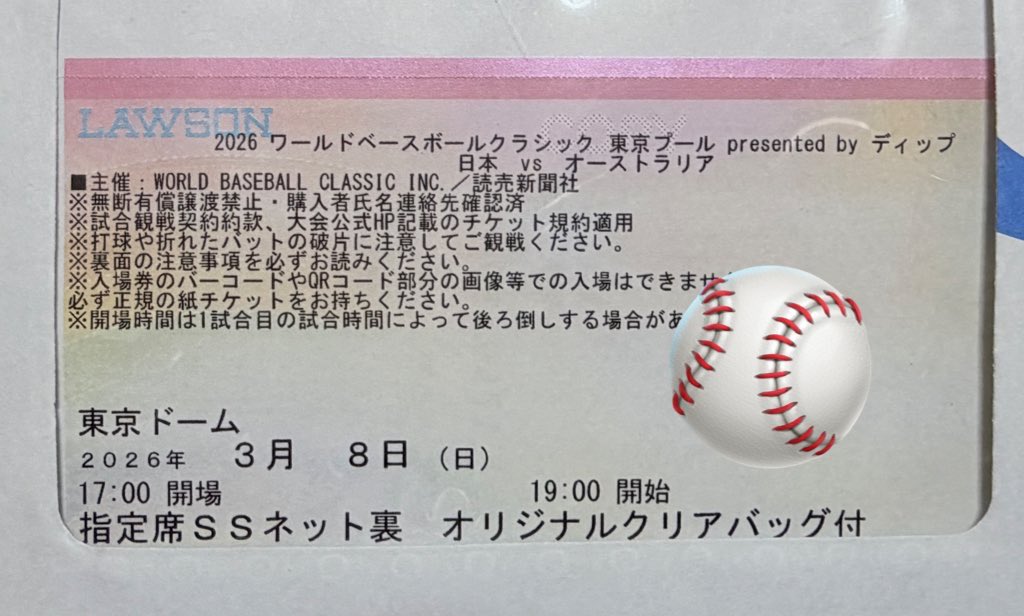 LAWSON
2026 ワールドベースボールクラシック 東京プール presented by ディップ
日本 vs オーストラリア
■主催:WORLD BASEBALL CLASSIC INC.／読売新聞社
※無断有償譲渡禁止・購入者氏名連絡先確認済
※試合観戦契約約款、大会公式HP記載のチケット規約適用
※打球や折れたバットの破片に注意してご観戦ください。
※裏面の注意事項を必ずお読みください。
※入場券のバーコードやQRコード部分の画像等での入場はできませ
必ず正規の紙チケットをお持ちください。
※開場時間は1試合目の試合時間によって後ろ倒しする場合があ
東京ドーム
2026年 3月 8日 (日)
17:00 開場 19:00 開始
指定席SSネット裏 オリジナルクリアバッグ付